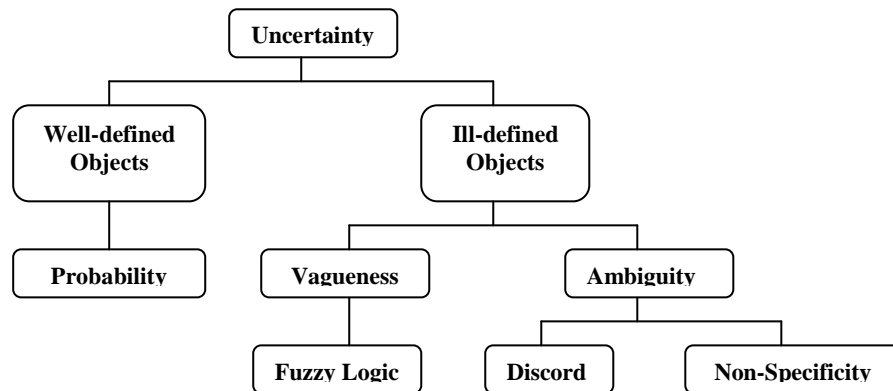 Uncertainty
Well-defined
Objects
Ill-defined
Objects
Probability
Vagueness
Ambiguity
Fuzzy Logic
Discord
Non-Specificity